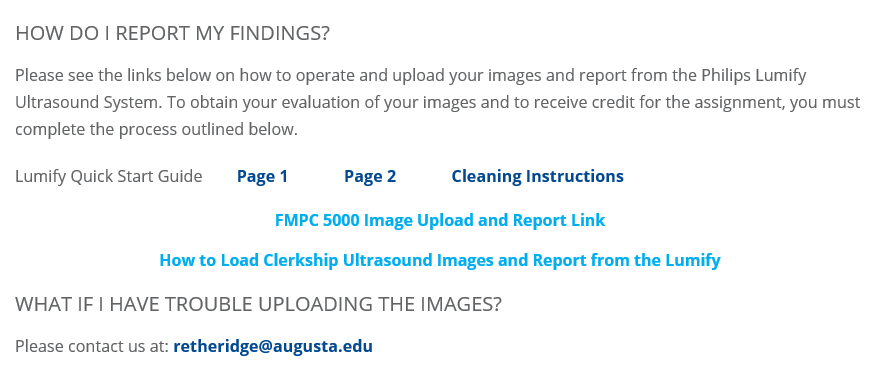 HOW DO I REPORT MY FINDINGS?
Please see the links below on how to operate and upload your images and report from the Philips Lumify
Ultrasound System. To obtain your evaluation of your images and to receive credit for the assignment, you must
complete the process outlined below.
Lumify Quick Start Guide Page 1 Page 2 Cleaning Instructions
FMPC 5000 Image Upload and Report Link
How to Load Clerkship Ultrasound Images and Report from the Lumify
WHAT IF I HAVE TROUBLE UPLOADING THE IMAGES?
Please contact us at: retheridge@augusta.edu